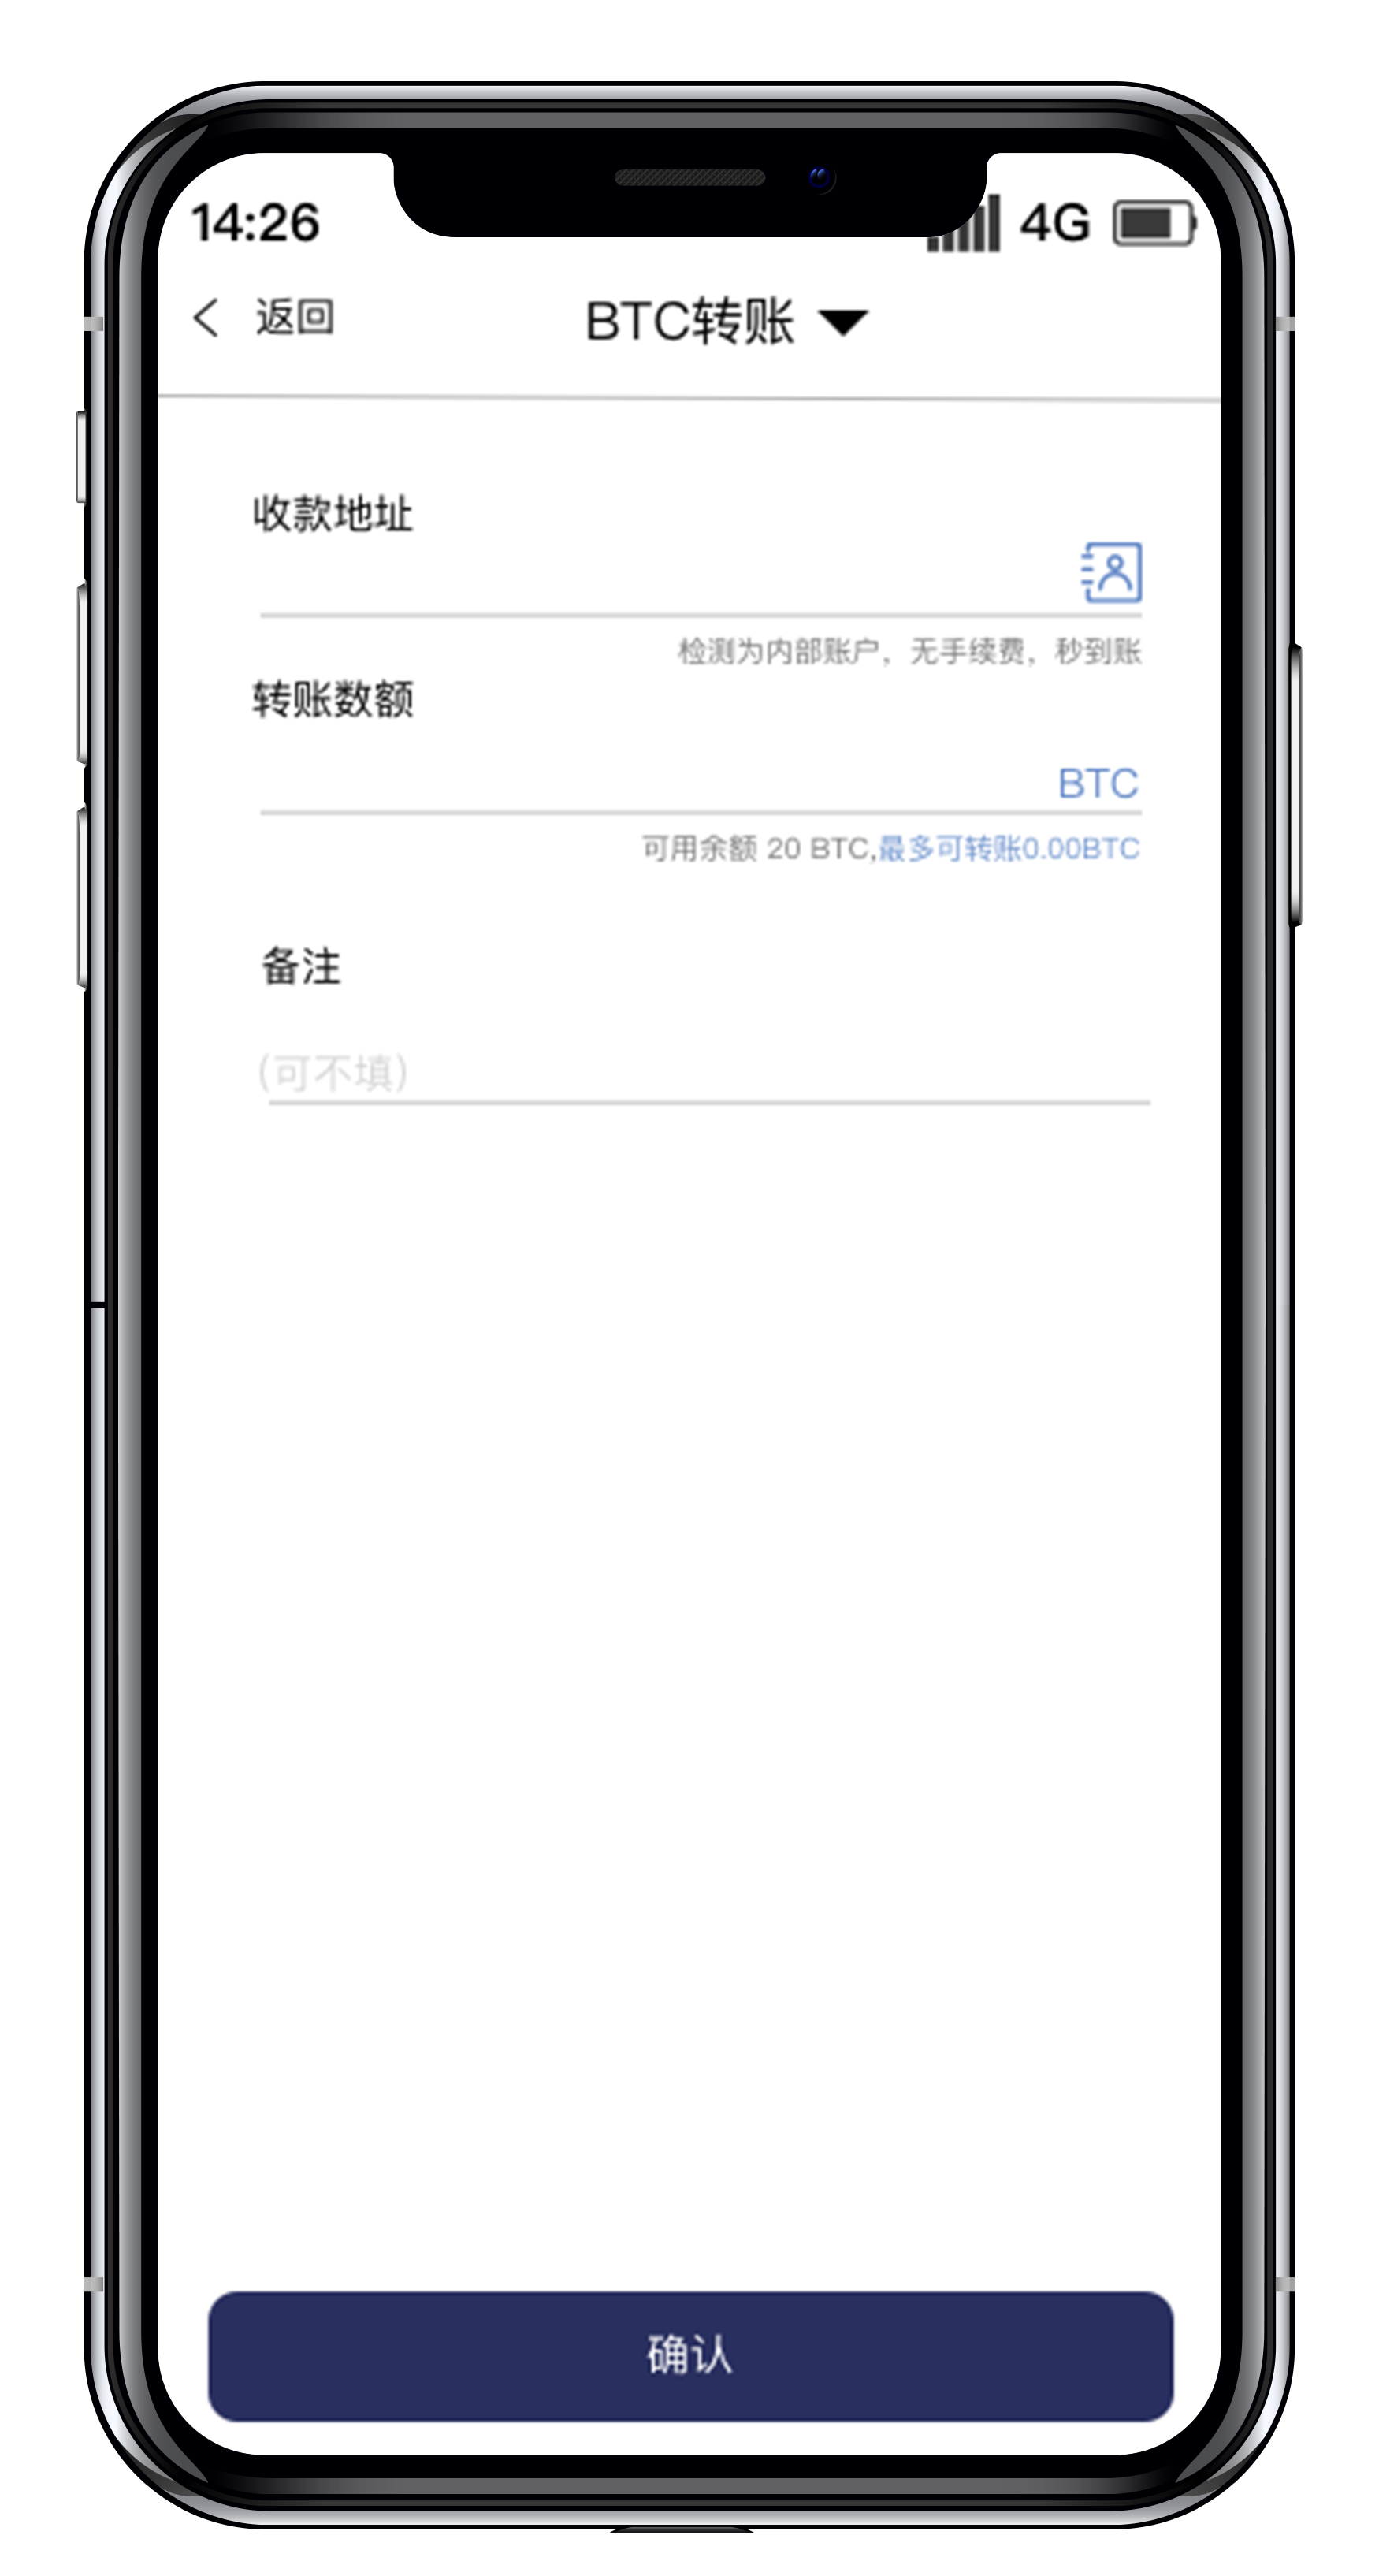 14:26 4G
返回 BTC转账
收款地址
检测为内部账户，无手续费，秒到账
转账数额
BTC
可用余额 20 BTC,最多可转账0.00BTC
备注
(可不填)
确认